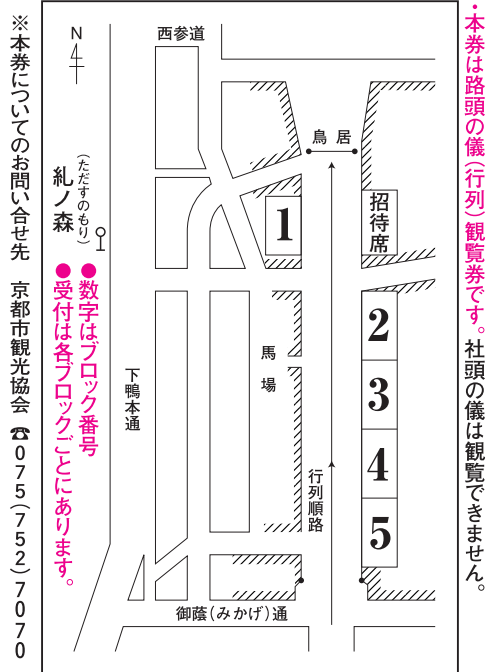 ・本券は路頭の儀（行列）観覧券です。社頭の儀は観覧できません。
N
西参道
鳥居
招待席
1
2
3
4
5
馬場
行列順路
（ただすのもり）
糺ノ森
下鴨本通
御蔭（みかげ）通
●数字はブロック番号
●受付は各ブロックごとにあります。
※本券についてのお問い合せ先　京都市観光協会 ☎075（752）7070